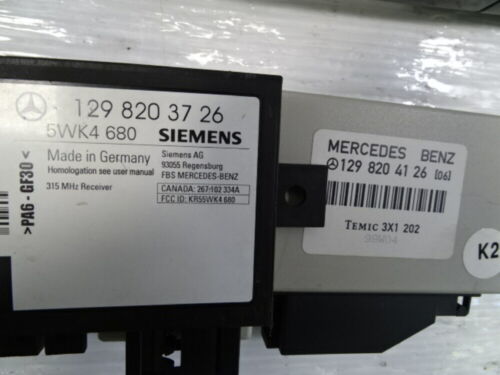 129 820 37 26
5WK4 680 SIEMENS
Made in Germany
Homologation see user manual
315 MHz Receiver
Siemens AG
93055 Regensburg
FBS MERCEDES-BENZ
CANADA: 267 102 334A
FCC ID: KR55WK4 680
>PA6-GF30<
MERCEDES BENZ
129 820 41 26 [06]
TEMIC 3X1 202
99W04
K2